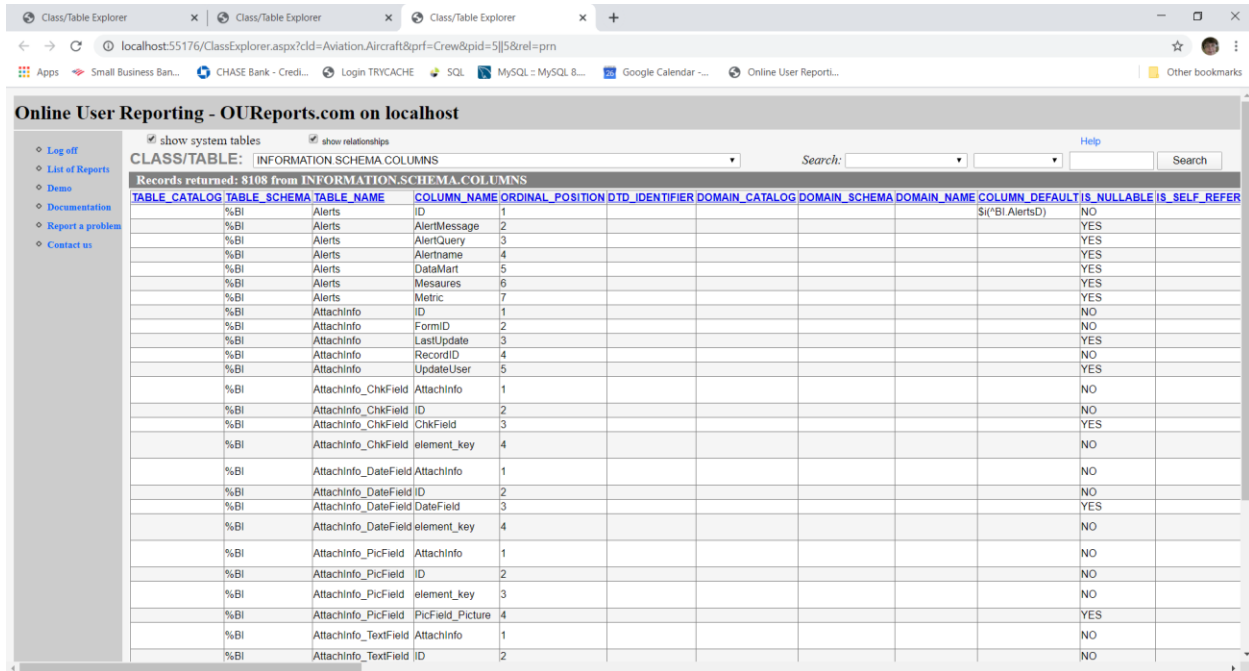 Class/Table Explorer Class/Table Explorer Class/Table Explorer
localhost:55176/ClassExplorer.aspx?cld=Aviation.Aircraft&prf=Crew&pid=5||5&rel=prn
Apps Small Business Ban... CHASE Bank - Credi... Login TRYCACHE SQL MySQL :: MySQL 8.... Google Calendar -... Online User Reporti... Other bookmarks
Online User Reporting - OUReports.com on localhost
Log off
List of Reports
Demo
Documentation
Report a problem
Contact us
show system tables show relationships Help
CLASS/TABLE: INFORMATION.SCHEMA.COLUMNS Search: Search
Records returned: 8108 from INFORMATION.SCHEMA.COLUMNS
TABLE_CATALOG TABLE_SCHEMA TABLE_NAME COLUMN_NAME ORDINAL_POSITION DTD_IDENTIFIER DOMAIN_CATALOG DOMAIN_SCHEMA DOMAIN_NAME COLUMN_DEFAULT IS_NULLABLE IS_SELF_REFER
%BI Alerts ID 1 $i(^BI.AlertsD) NO
%BI Alerts AlertMessage 2 YES
%BI Alerts AlertQuery 3 YES
%BI Alerts Alertname 4 YES
%BI Alerts DataMart 5 YES
%BI Alerts Mesaures 6 YES
%BI Alerts Metric 7 YES
%BI AttachInfo ID 1 NO
%BI AttachInfo FormID 2 NO
%BI AttachInfo LastUpdate 3 YES
%BI AttachInfo RecordID 4 NO
%BI AttachInfo UpdateUser 5 YES
%BI AttachInfo_ChkField AttachInfo 1 NO
%BI AttachInfo_ChkField ID 2 NO
%BI AttachInfo_ChkField ChkField 3 YES
%BI AttachInfo_ChkField element_key 4 NO
%BI AttachInfo_DateField AttachInfo 1 NO
%BI AttachInfo_DateField ID 2 NO
%BI AttachInfo_DateField DateField 3 YES
%BI AttachInfo_DateField element_key 4 NO
%BI AttachInfo_PicField AttachInfo 1 NO
%BI AttachInfo_PicField ID 2 NO
%BI AttachInfo_PicField element_key 3 NO
%BI AttachInfo_PicField PicField_Picture 4 YES
%BI AttachInfo_TextField AttachInfo 1 NO
%BI AttachInfo_TextField ID 2 NO